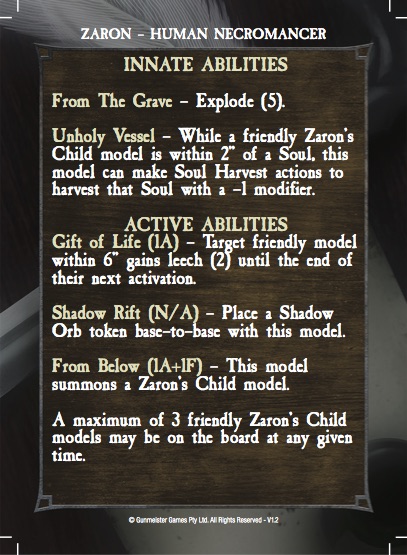 ZARON – HUMAN NECROMANCER
INNATE ABILITIES
From The Grave – Explode (5).
Unholy Vessel – While a friendly Zaron's
Child model is within 2" of a Soul, this
model can make Soul Harvest actions to
harvest that Soul with a -1 modifier.
ACTIVE ABILITIES
Gift of Life (1A) – Target friendly model
within 6" gains leech (2) until the end of
their next activation.
Shadow Rift (N/A) – Place a Shadow
Orb token base-to-base with this model.
From Below (1A+1F) – This model
summons a Zaron's Child model.
A maximum of 3 friendly Zaron's Child
models may be on the board at any given
time.
© Gunmeister Games Pty Ltd. All Rights Reserved - V1.2